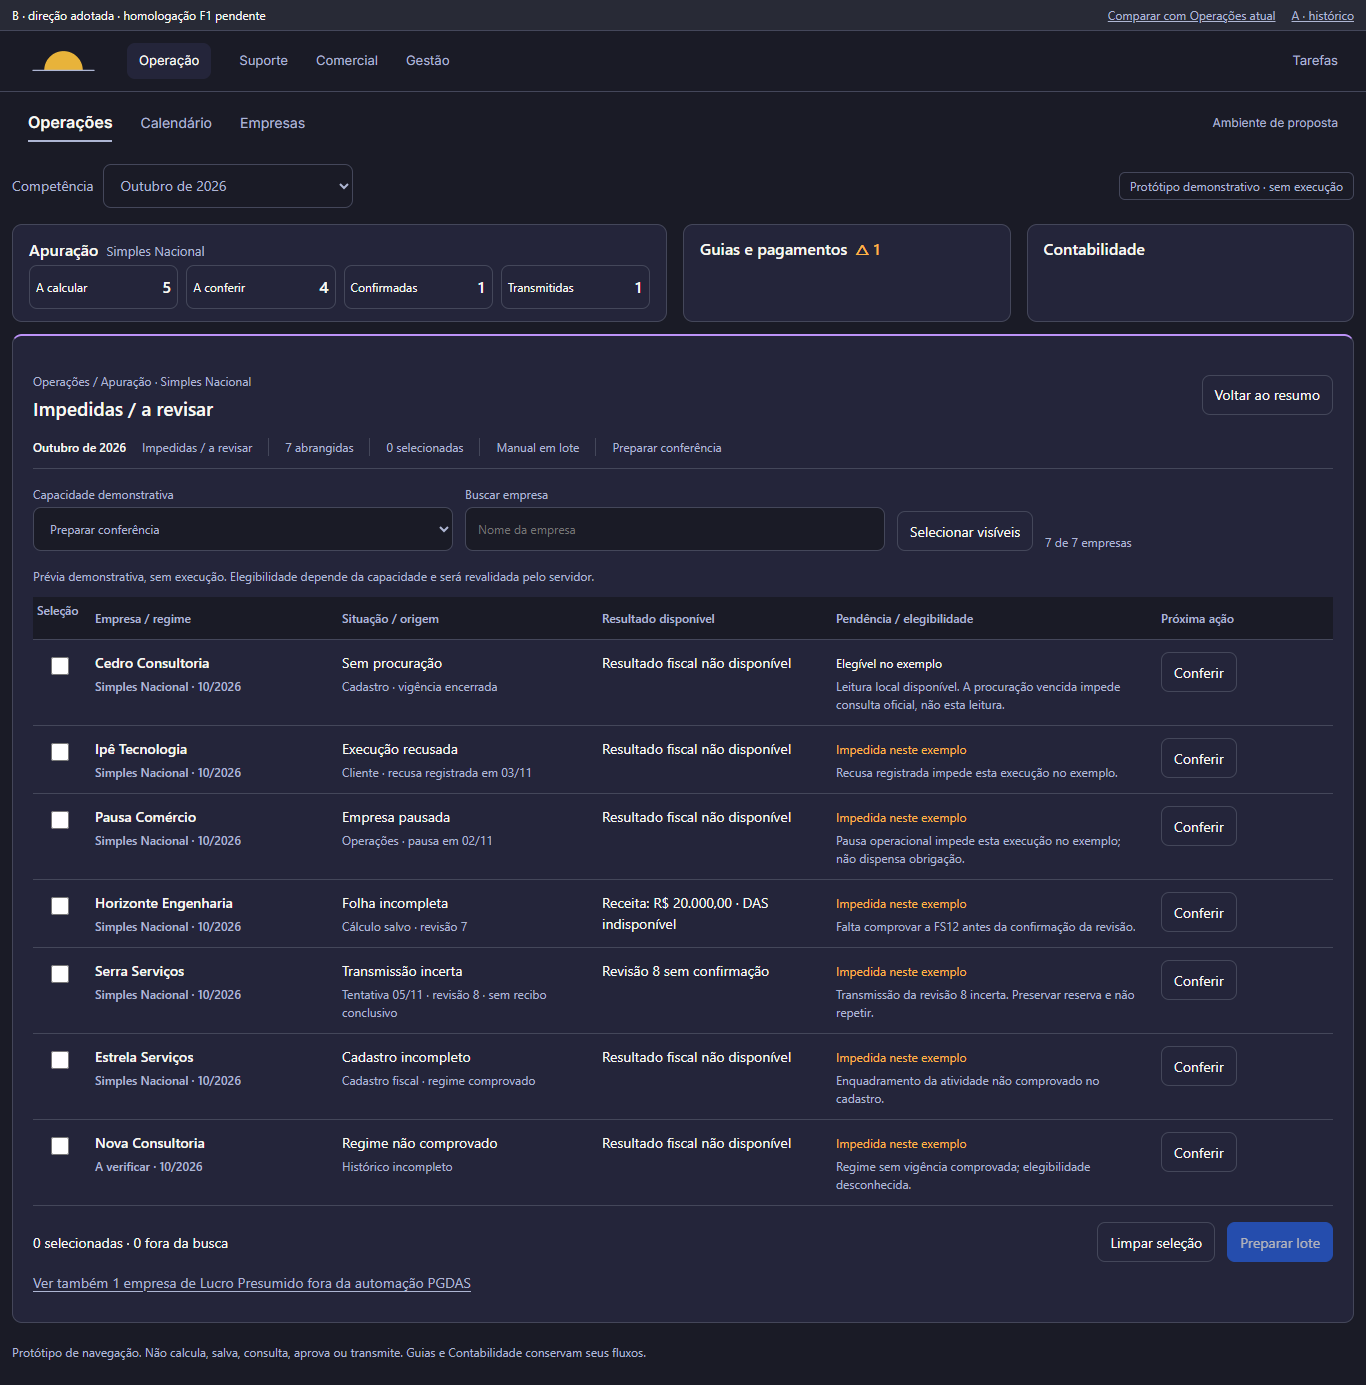 B · direção adotada · homologação F1 pendente
Comparar com Operações atual
A · histórico
Operação
Suporte
Comercial
Gestão
Tarefas
Operações
Calendário
Empresas
Ambiente de proposta
Competência
Outubro de 2026
Protótipo demonstrativo · sem execução
Apuração Simples Nacional
A calcular 5
A conferir 4
Confirmadas 1
Transmitidas 1
Guias e pagamentos △ 1
Contabilidade
Operações / Apuração · Simples Nacional
Impedidas / a revisar
Voltar ao resumo
Outubro de 2026
Impedidas / a revisar
7 abrangidas
0 selecionadas
Manual em lote
Preparar conferência
Capacidade demonstrativa
Preparar conferência
Buscar empresa
Nome da empresa
Selecionar visíveis
7 de 7 empresas
Prévia demonstrativa, sem execução. Elegibilidade depende da capacidade e será revalidada pelo servidor.
Seleção
Empresa / regime
Situação / origem
Resultado disponível
Pendência / elegibilidade
Próxima ação
Cedro Consultoria
Simples Nacional · 10/2026
Sem procuração
Cadastro · vigência encerrada
Resultado fiscal não disponível
Elegível no exemplo
Leitura local disponível. A procuração vencida impede
consulta oficial, não esta leitura.
Conferir
Ipê Tecnologia
Simples Nacional · 10/2026
Execução recusada
Cliente · recusa registrada em 03/11
Resultado fiscal não disponível
Impedida neste exemplo
Recusa registrada impede esta execução no exemplo.
Conferir
Pausa Comércio
Simples Nacional · 10/2026
Empresa pausada
Operações · pausa em 02/11
Resultado fiscal não disponível
Impedida neste exemplo
Pausa operacional impede esta execução no exemplo;
não dispensa obrigação.
Conferir
Horizonte Engenharia
Simples Nacional · 10/2026
Folha incompleta
Cálculo salvo · revisão 7
Receita: R$ 20.000,00 · DAS
indisponível
Impedida neste exemplo
Falta comprovar a FS12 antes da confirmação da revisão.
Conferir
Serra Serviços
Simples Nacional · 10/2026
Transmissão incerta
Tentativa 05/11 · revisão 8 · sem recibo
conclusivo
Revisão 8 sem confirmação
Impedida neste exemplo
Transmissão da revisão 8 incerta. Preservar reserva e não
repetir.
Conferir
Estrela Serviços
Simples Nacional · 10/2026
Cadastro incompleto
Cadastro fiscal · regime comprovado
Resultado fiscal não disponível
Impedida neste exemplo
Enquadramento da atividade não comprovado no
cadastro.
Conferir
Nova Consultoria
A verificar · 10/2026
Regime não comprovado
Histórico incompleto
Resultado fiscal não disponível
Impedida neste exemplo
Regime sem vigência comprovada; elegibilidade
desconhecida.
Conferir
0 selecionadas · 0 fora da busca
Limpar seleção
Preparar lote
Ver também 1 empresa de Lucro Presumido fora da automação PGDAS
Protótipo de navegação. Não calcula, salva, consulta, aprova ou transmite. Guias e Contabilidade conservam seus fluxos.